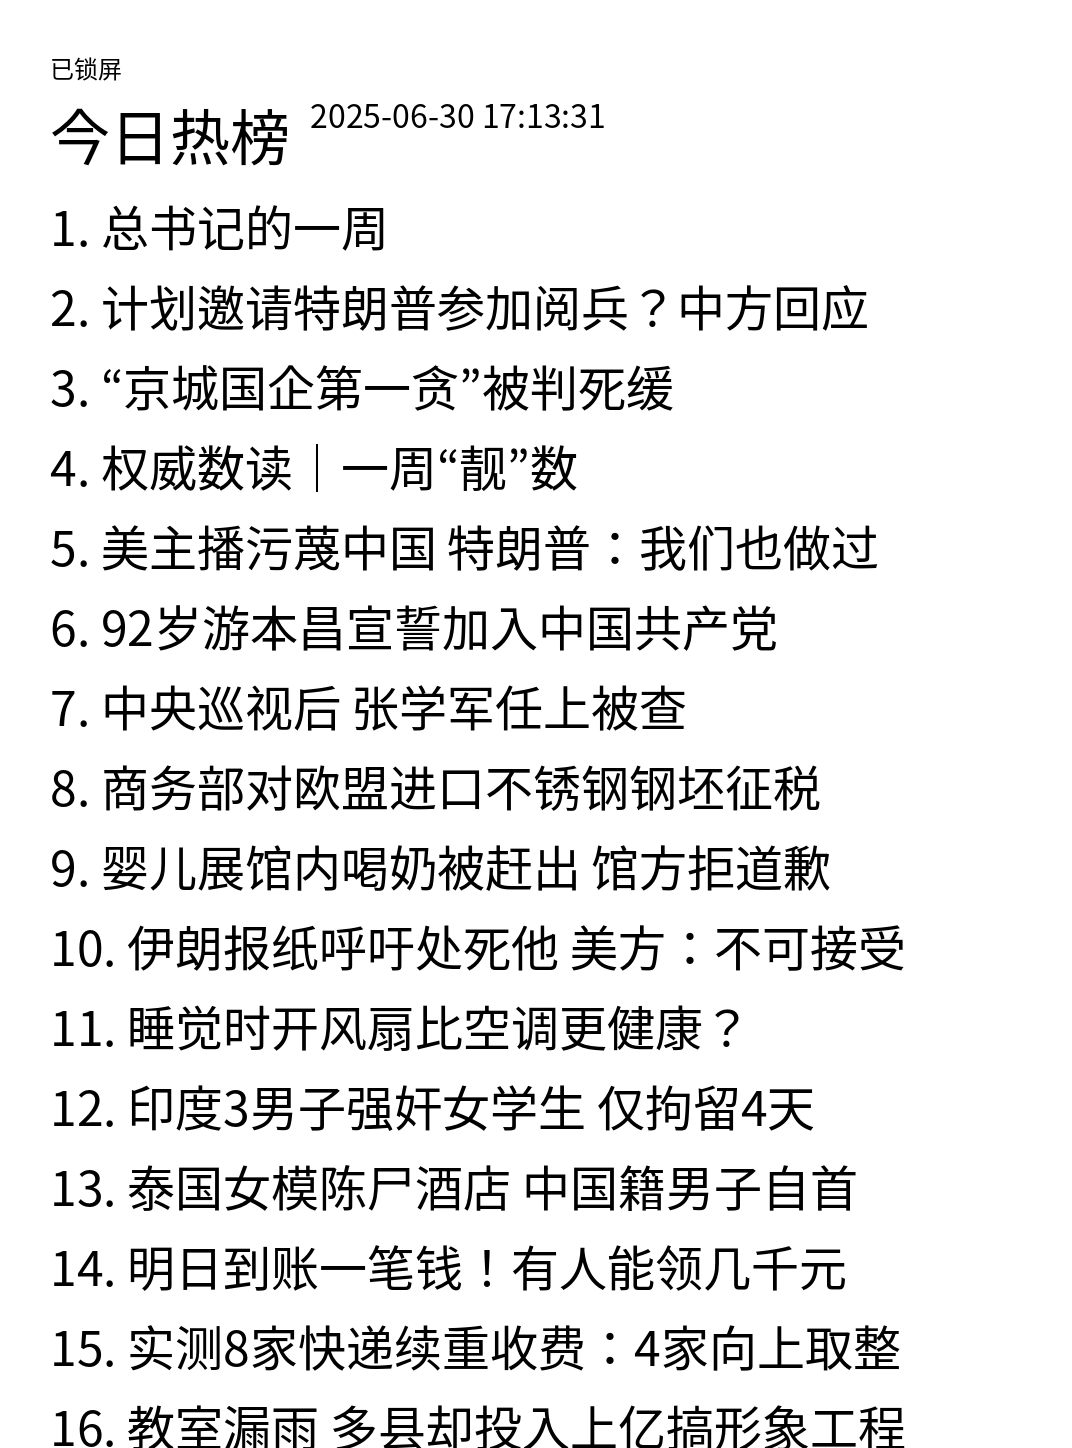 已锁屏
今日热榜 2025-06-30 17:13:31
1. 总书记的一周
2. 计划邀请特朗普参加阅兵？中方回应
3. “京城国企第一贪”被判死缓
4. 权威数读｜一周“靓”数
5. 美主播污蔑中国 特朗普：我们也做过
6. 92岁游本昌宣誓加入中国共产党
7. 中央巡视后 张学军任上被查
8. 商务部对欧盟进口不锈钢钢坯征税
9. 婴儿展馆内喝奶被赶出 馆方拒道歉
10. 伊朗报纸呼吁处死他 美方：不可接受
11. 睡觉时开风扇比空调更健康？
12. 印度3男子强奸女学生 仅拘留4天
13. 泰国女模陈尸酒店 中国籍男子自首
14. 明日到账一笔钱！有人能领几千元
15. 实测8家快递续重收费：4家向上取整
16. 教室漏雨 多县却投入上亿搞形象工程